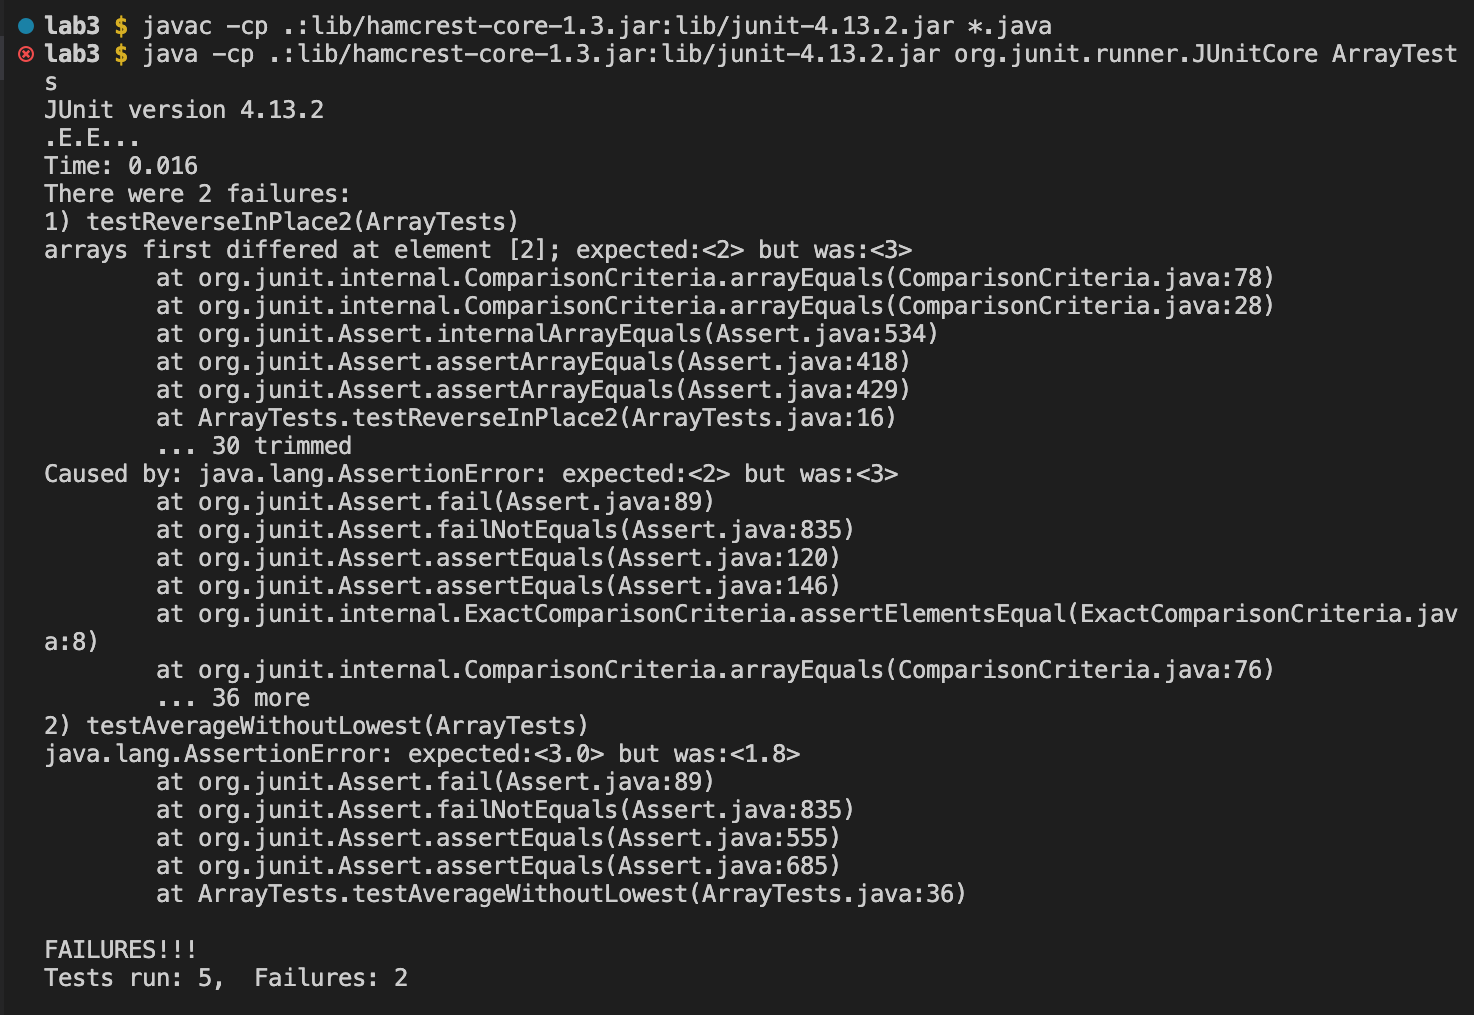 lab3 $ javac -cp .:lib/hamcrest-core-1.3.jar:lib/junit-4.13.2.jar *.java
lab3 $ java -cp .:lib/hamcrest-core-1.3.jar:lib/junit-4.13.2.jar org.junit.runner.JUnitCore ArrayTest
s
JUnit version 4.13.2
.E.E...
Time: 0.016
There were 2 failures:
1) testReverseInPlace2(ArrayTests)
arrays first differed at element [2]; expected:<2> but was:<3>
        at org.junit.internal.ComparisonCriteria.arrayEquals(ComparisonCriteria.java:78)
        at org.junit.internal.ComparisonCriteria.arrayEquals(ComparisonCriteria.java:28)
        at org.junit.Assert.internalArrayEquals(Assert.java:534)
        at org.junit.Assert.assertArrayEquals(Assert.java:418)
        at org.junit.Assert.assertArrayEquals(Assert.java:429)
        at ArrayTests.testReverseInPlace2(ArrayTests.java:16)
        ... 30 trimmed
Caused by: java.lang.AssertionError: expected:<2> but was:<3>
        at org.junit.Assert.fail(Assert.java:89)
        at org.junit.Assert.failNotEquals(Assert.java:835)
        at org.junit.Assert.assertEquals(Assert.java:120)
        at org.junit.Assert.assertEquals(Assert.java:146)
        at org.junit.internal.ExactComparisonCriteria.assertElementsEqual(ExactComparisonCriteria.jav
a:8)
        at org.junit.internal.ComparisonCriteria.arrayEquals(ComparisonCriteria.java:76)
        ... 36 more
2) testAverageWithoutLowest(ArrayTests)
java.lang.AssertionError: expected:<3.0> but was:<1.8>
        at org.junit.Assert.fail(Assert.java:89)
        at org.junit.Assert.failNotEquals(Assert.java:835)
        at org.junit.Assert.assertEquals(Assert.java:555)
        at org.junit.Assert.assertEquals(Assert.java:685)
        at ArrayTests.testAverageWithoutLowest(ArrayTests.java:36)

FAILURES!!!
Tests run: 5,  Failures: 2